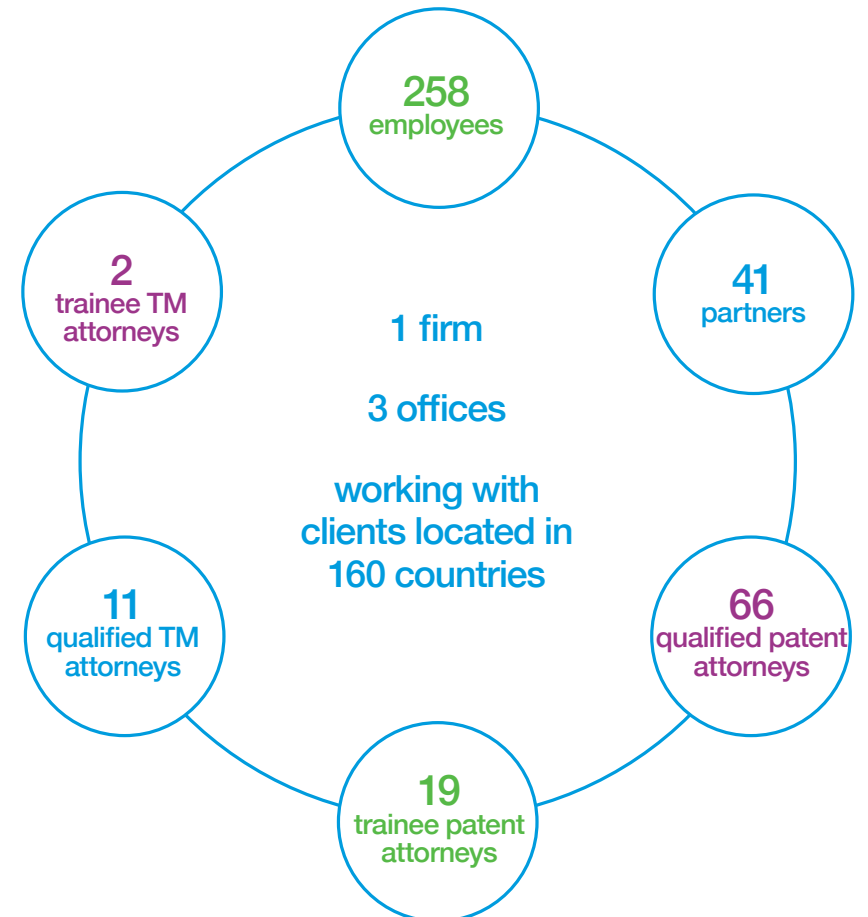 258
employees
41
partners
66
qualified patent
attorneys
19
trainee patent
attorneys
11
qualified TM
attorneys
2
trainee TM
attorneys
1 firm
3 offices
working with
clients located in
160 countries